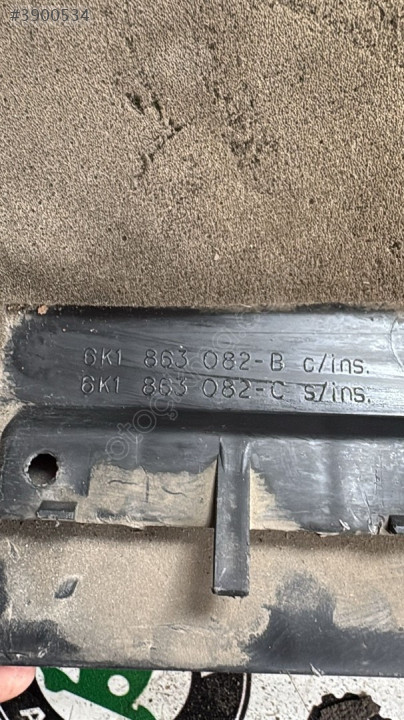 #3900534
6K1 863 082-B c/ins.
6K1 863 082-C s/ins.